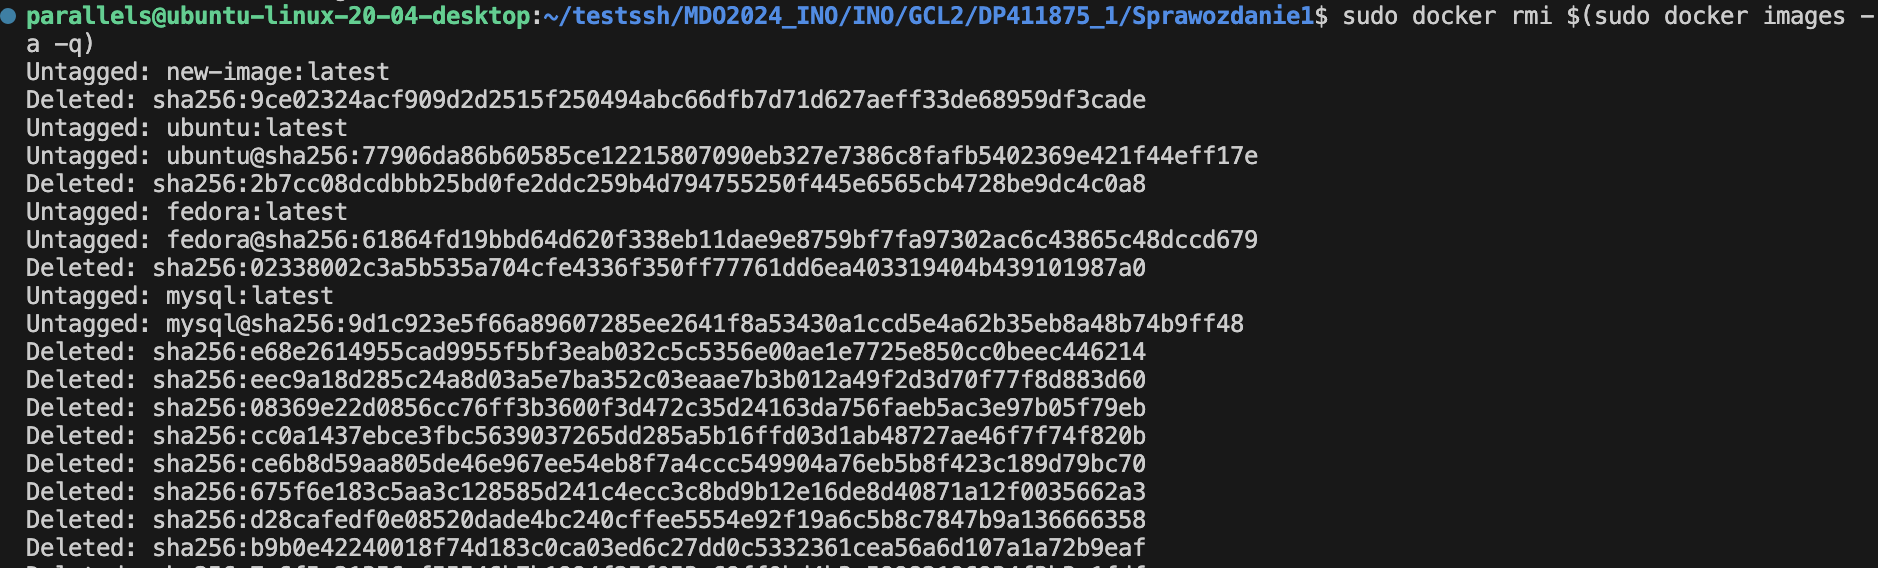 parallels@ubuntu-linux-20-04-desktop:~/testssh/MDO2024_INO/INO/GCL2/DP411875_1/Sprawozdanie1$ sudo docker rmi $(sudo docker images -
a -q)
Untagged: new-image:latest
Deleted: sha256:9ce02324acf909d2d2515f250494abc66dfb7d71d627aeff33de68959df3cade
Untagged: ubuntu:latest
Untagged: ubuntu@sha256:77906da86b60585ce12215807090eb327e7386c8fafb5402369e421f44eff17e
Deleted: sha256:2b7cc08dcdbbb25bd0fe2ddc259b4d794755250f445e6565cb4728be9dc4c0a8
Untagged: fedora:latest
Untagged: fedora@sha256:61864fd19bbd64d620f338eb11dae9e8759bf7fa97302ac6c43865c48dccd679
Deleted: sha256:02338002c3a5b535a704cfe4336f350ff77761dd6ea403319404b439101987a0
Untagged: mysql:latest
Untagged: mysql@sha256:9d1c923e5f66a89607285ee2641f8a53430a1ccd5e4a62b35eb8a48b74b9ff48
Deleted: sha256:e68e2614955cad9955f5bf3eab032c5c5356e00ae1e7725e850cc0beec446214
Deleted: sha256:eec9a18d285c24a8d03a5e7ba352c03eaae7b3b012a49f2d3d70f77f8d883d60
Deleted: sha256:08369e22d0856cc76ff3b3600f3d472c35d24163da756faeb5ac3e97b05f79eb
Deleted: sha256:cc0a1437ebce3fbc5639037265dd285a5b16ffd03d1ab48727ae46f7f74f820b
Deleted: sha256:ce6b8d59aa805de46e967ee54eb8f7a4ccc549904a76eb5b8f423c189d79bc70
Deleted: sha256:675f6e183c5aa3c128585d241c4ecc3c8bd9b12e16de8d40871a12f0035662a3
Deleted: sha256:d28cafedf0e08520dade4bc240cffee5554e92f19a6c5b8c7847b9a136666358
Deleted: sha256:b9b0e42240018f74d183c0ca03ed6c27dd0c5332361cea56a6d107a1a72b9eaf